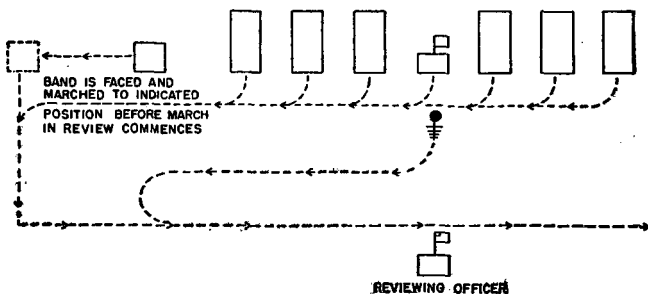 BAND IS FACED AND
MARCHED TO INDICATED
POSITION BEFORE MARCH
IN REVIEW COMMENCES
REVIEWING OFFICER